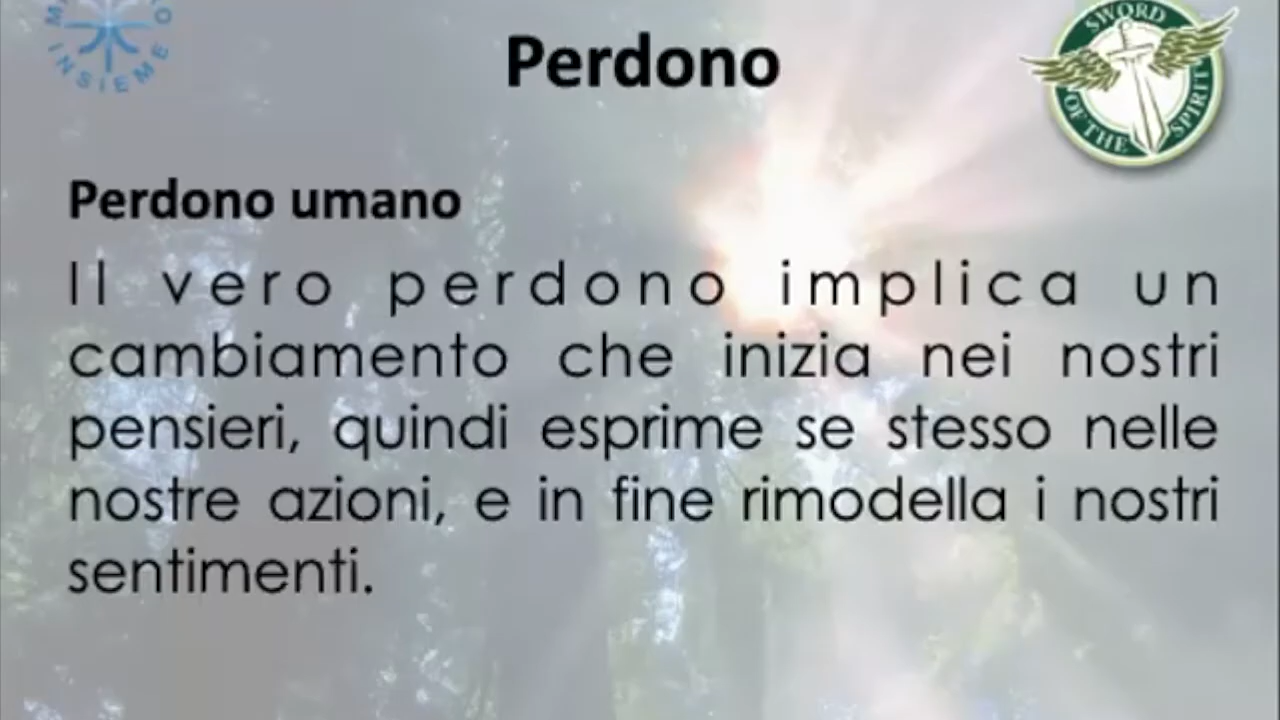 Perdono
SWORD
OF THE
SPIRIT
INSIEME
Perdono umano
Il vero perdono implica un
cambiamento che inizia nei nostri
pensieri, quindi esprime se stesso nelle
nostre azioni, e in fine rimodella i nostri
sentimenti.